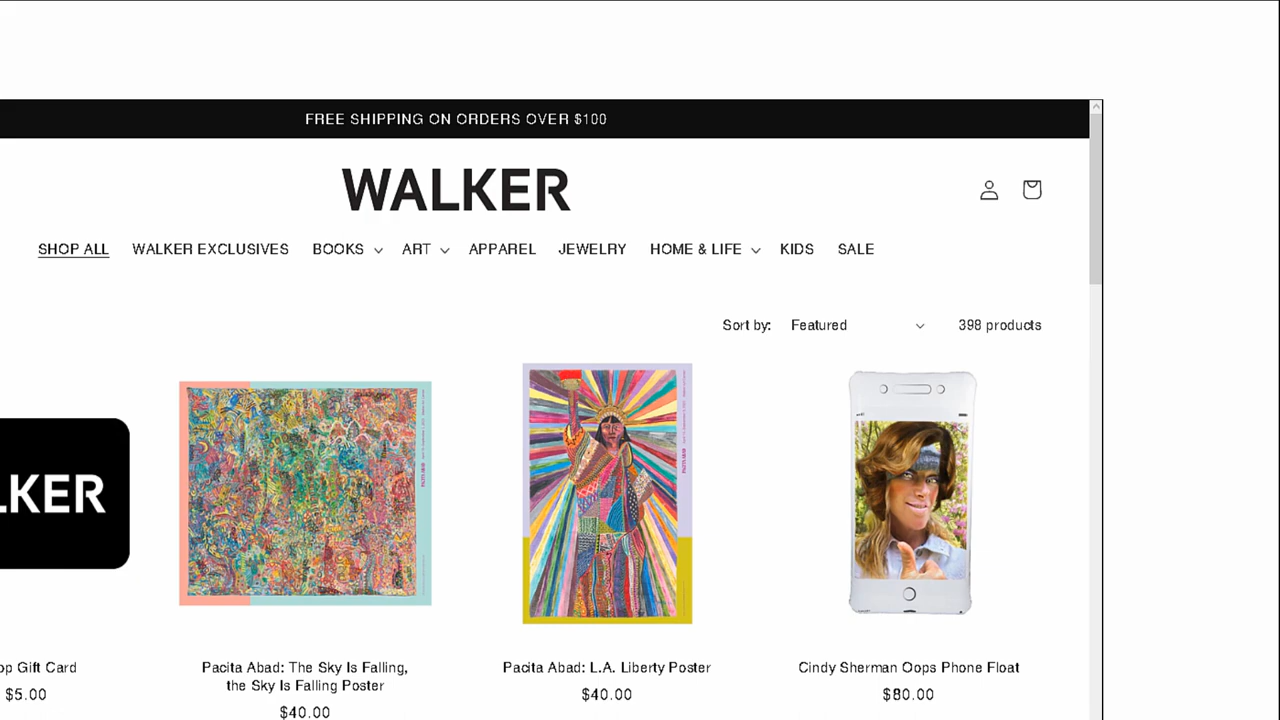 FREE SHIPPING ON ORDERS OVER $100
WALKER
SHOP ALL WALKER EXCLUSIVES BOOKS ART APPAREL JEWELRY HOME & LIFE KIDS SALE
Sort by: Featured 398 products
LKER
op Gift Card
$5.00
Pacita Abad: The Sky Is Falling,
the Sky Is Falling Poster
$40.00
Pacita Abad: L.A. Liberty Poster
$40.00
Cindy Sherman Oops Phone Float
$80.00